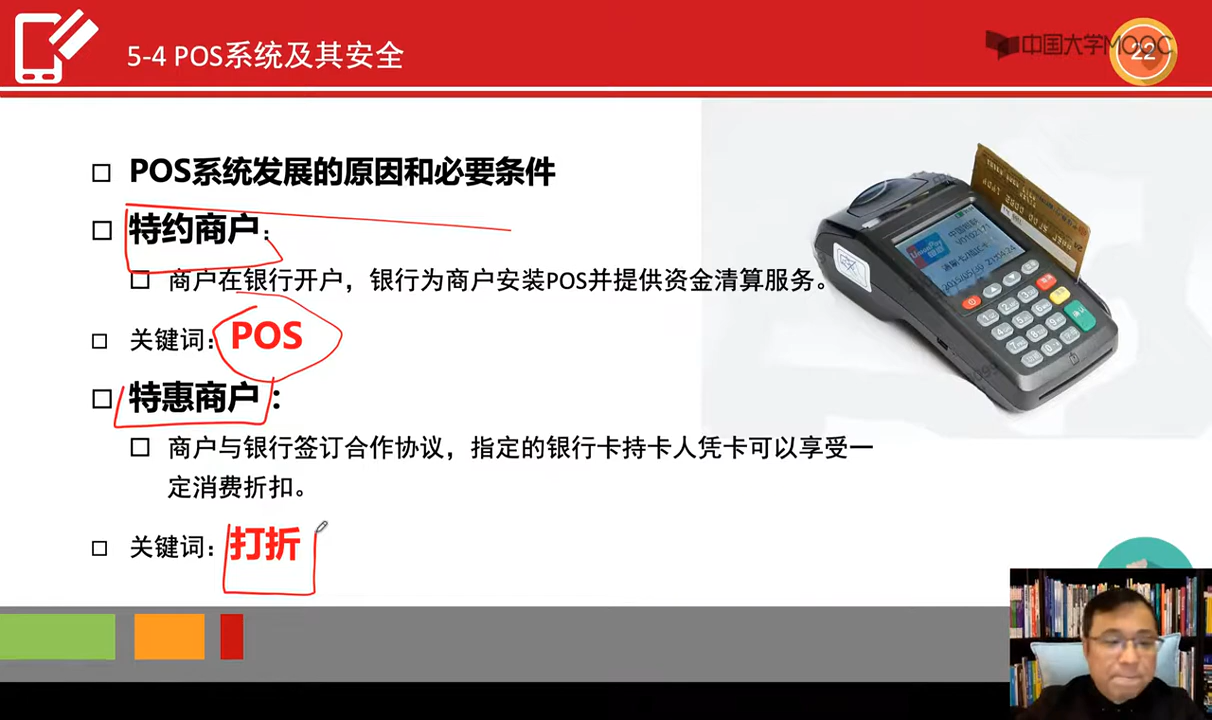 5-4 POS系统及其安全
中国大学MOOC
22
POS系统发展的原因和必要条件
特约商户：
商户在银行开户，银行为商户安装POS并提供资金清算服务。
关键词：POS
特惠商户：
商户与银行签订合作协议，指定的银行卡持卡人凭卡可以享受一
定消费折扣。
关键词：打折